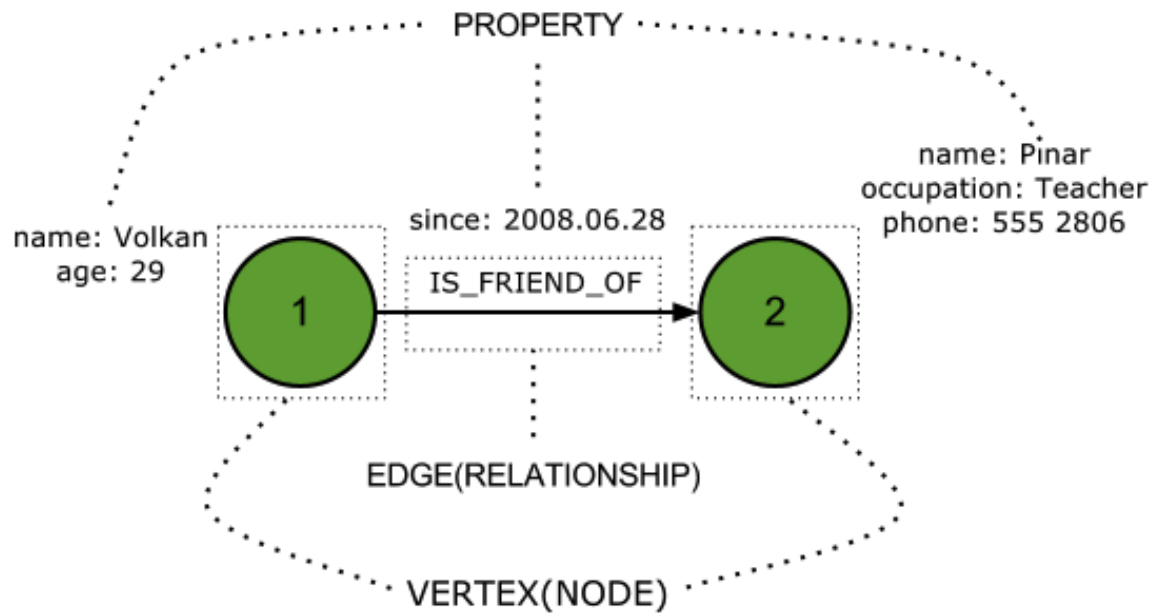 PROPERTY
name: Pınar
occupation: Teacher
phone: 555 2806
since: 2008.06.28
name: Volkan
age: 29
IS_FRIEND_OF
1
2
EDGE(RELATIONSHIP)
VERTEX(NODE)